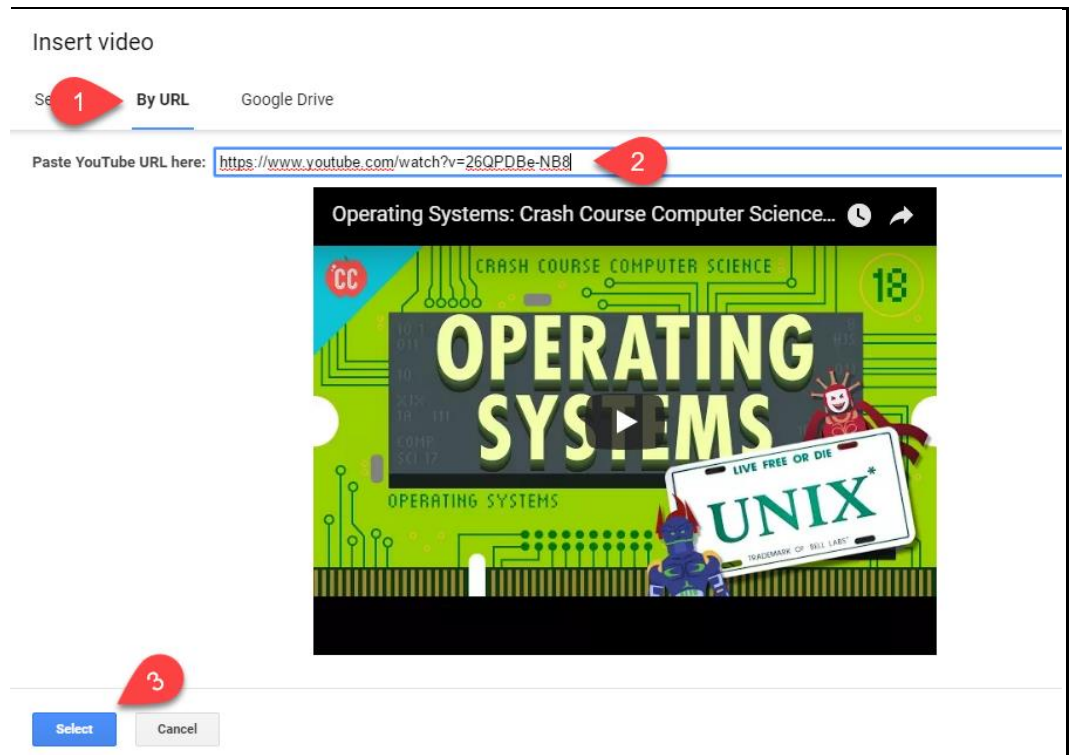 Insert video
1 By URL Google Drive
Paste YouTube URL here: https://www.youtube.com/watch?v=26QPDBe-NB8 2
Operating Systems: Crash Course Computer Science...
CC
CRASH COURSE COMPUTER SCIENCE
18
OPERATING
SYSTEMS
LIVE FREE OR DIE
UNIX*
TRADEMARK OF BELL LABS
OPERATING SYSTEMS
3
Select Cancel